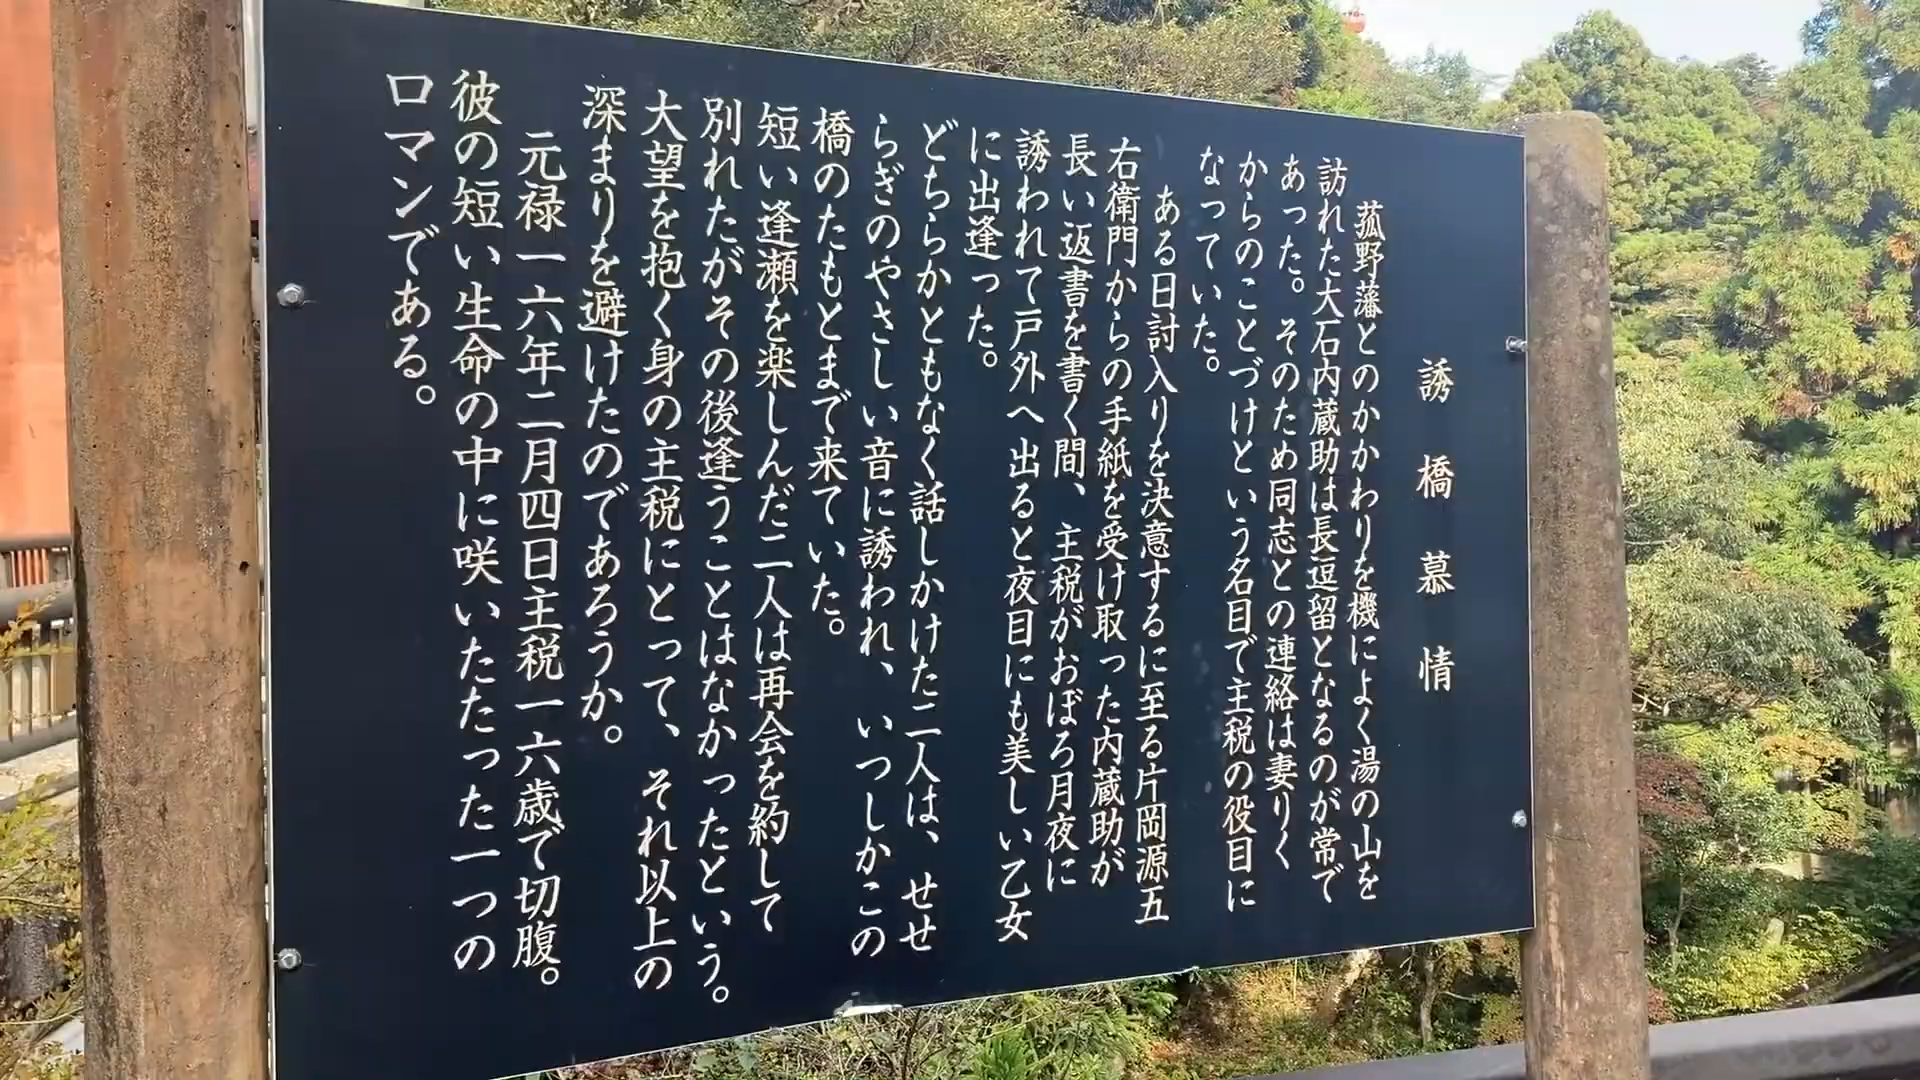 誘橋慕情
菰野藩とのかかわりを機によく湯の山を
訪れた大石内蔵助は長逗留となるのが常で
あった。そのため同志との連絡は妻りく
からのことづけという名目で主税の役目に
なっていた。
ある日討入りを決意するに至る片岡源五
右衛門からの手紙を受け取った内蔵助が
長い返書を書く間、主税がおぼろ月夜に
誘われて戸外へ出ると夜目にも美しい乙女
に出逢った。
どちらかともなく話しかけた二人は、せせ
らぎのやさしい音に誘われ、いつしかこの
橋のたもとまで来ていた。
短い逢瀬を楽しんだ二人は再会を約して
別れたがその後逢うことはなかったという。
大望を抱く身の主税にとって、それ以上の
深まりを避けたのであろうか。
元禄一六年二月四日主税一六歳で切腹。
彼の短い生命の中に咲いたたった一つの
ロマンである。